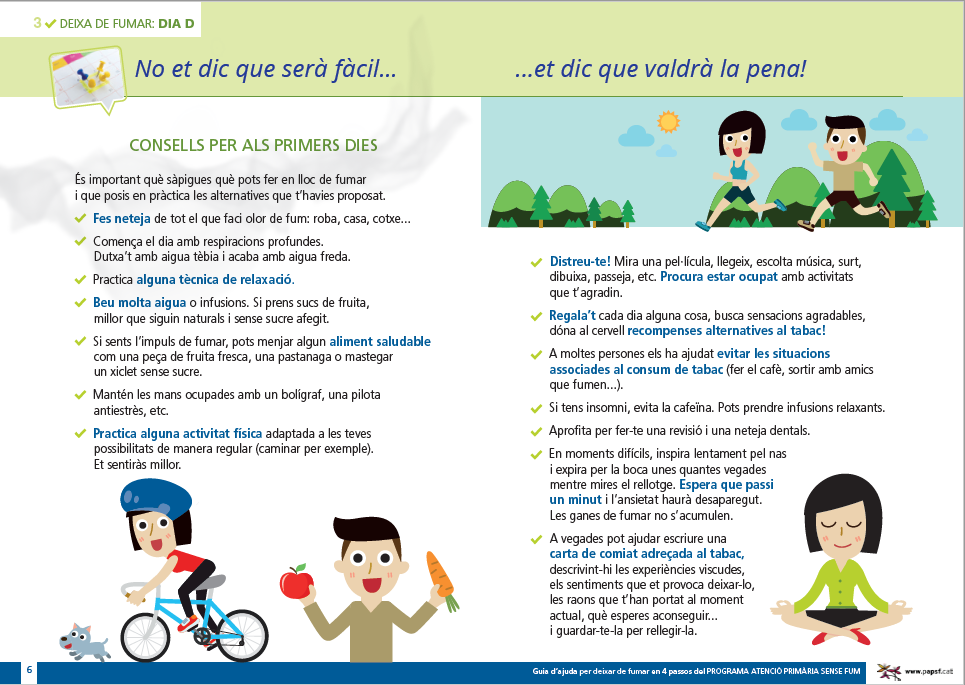 3 DEIXA DE FUMAR: DIA D
No et dic que serà fàcil...
...et dic que valdrà la pena!
CONSELLS PER ALS PRIMERS DIES
És important què sàpigues què pots fer en lloc de fumar
i que posis en pràctica les alternatives que t'havies proposat.
Fes neteja de tot el que faci olor de fum: roba, casa, cotxe...
Comença el dia amb respiracions profundes.
Dutxa't amb aigua tèbia i acaba amb aigua freda.
Practica alguna tècnica de relaxació.
Beu molta aigua o infusions. Si prens sucs de fruita,
millor que siguin naturals i sense sucre afegit.
Si sents l'impuls de fumar, pots menjar algun aliment saludable
com una peça de fruita fresca, una pastanaga o mastegar
un xiclet sense sucre.
Mantén les mans ocupades amb un bolígraf, una pilota
antiestrès, etc.
Practica alguna activitat física adaptada a les teves
possibilitats de manera regular (caminar per exemple).
Et sentiràs millor.
Distreu-te! Mira una pel·lícula, llegeix, escolta música, surt,
dibuixa, passeja, etc. Procura estar ocupat amb activitats
que t'agradin.
Regala't cada dia alguna cosa, busca sensacions agradables,
dóna al cervell recompenses alternatives al tabac!
A moltes persones els ha ajudat evitar les situacions
associades al consum de tabac (fer el cafè, sortir amb amics
que fumen...).
Si tens insomni, evita la cafeïna. Pots prendre infusions relaxants.
Aprofita per fer-te una revisió i una neteja dentals.
En moments difícils, inspira lentament pel nas
i expira per la boca unes quantes vegades
mentre mires el rellotge. Espera que passi
un minut i l'ansietat haurà desaparegut.
Les ganes de fumar no s'acumulen.
A vegades pot ajudar escriure una
carta de comiat adreçada al tabac,
descrivint-hi les experiències viscudes,
els sentiments que et provoca deixar-lo,
les raons que t'han portat al moment
actual, què esperes aconseguir...
i guardar-te-la per rellegir-la.
6
Guia d'ajuda per deixar de fumar en 4 passos del PROGRAMA ATENCIÓ PRIMÀRIA SENSE FUM
www.papsf.cat